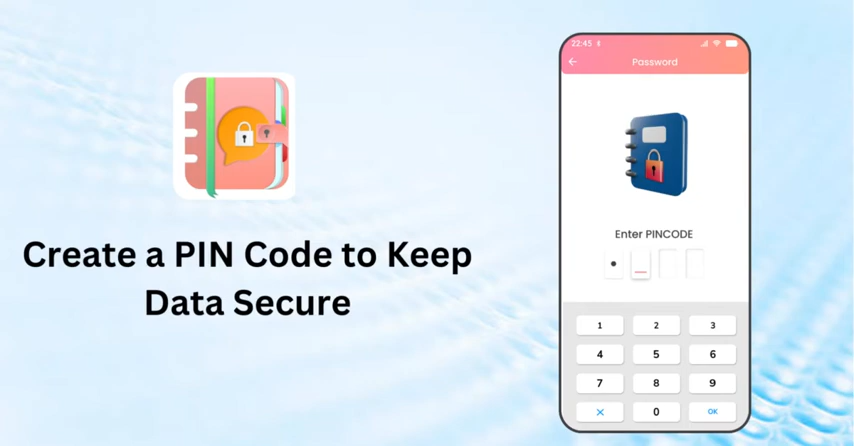 Create a PIN Code to Keep
Data Secure
22:45
Password
Enter PINCODE
1 2 3
4 5 6
7 8 9
× 0 OK